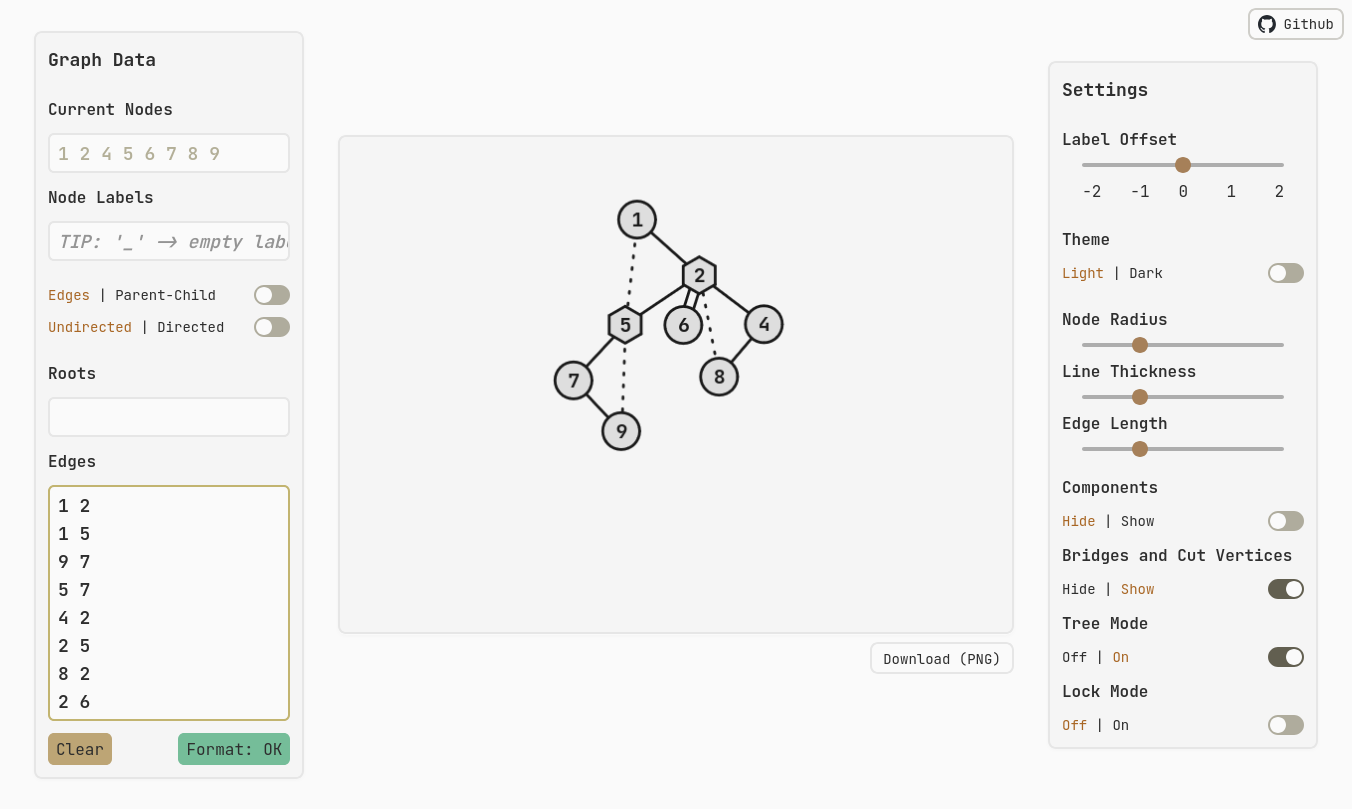 Github
Graph Data
Current Nodes
1 2 4 5 6 7 8 9
Node Labels
TIP: '_' -> empty labe
Edges | Parent-Child
Undirected | Directed
Roots
Edges
1 2
1 5
9 7
5 7
4 2
2 5
8 2
2 6
Clear
Format: OK
1
2
5
6
4
7
8
9
Download (PNG)
Settings
Label Offset
-2 -1 0 1 2
Theme
Light | Dark
Node Radius
Line Thickness
Edge Length
Components
Hide | Show
Bridges and Cut Vertices
Hide | Show
Tree Mode
Off | On
Lock Mode
Off | On